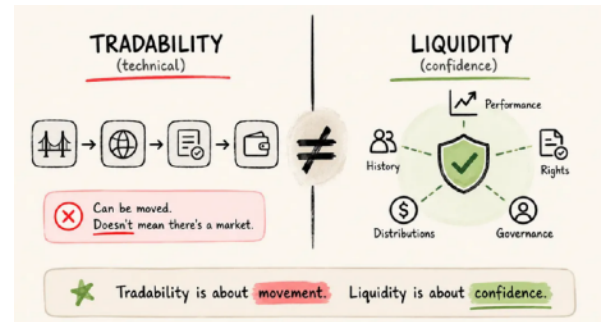 TRADABILITY
(technical)
≠
LIQUIDITY
(confidence)
Performance
History
Rights
$
Distributions
Governance
Can be moved.
Doesn't mean there's a market.
Tradability is about movement. Liquidity is about confidence.